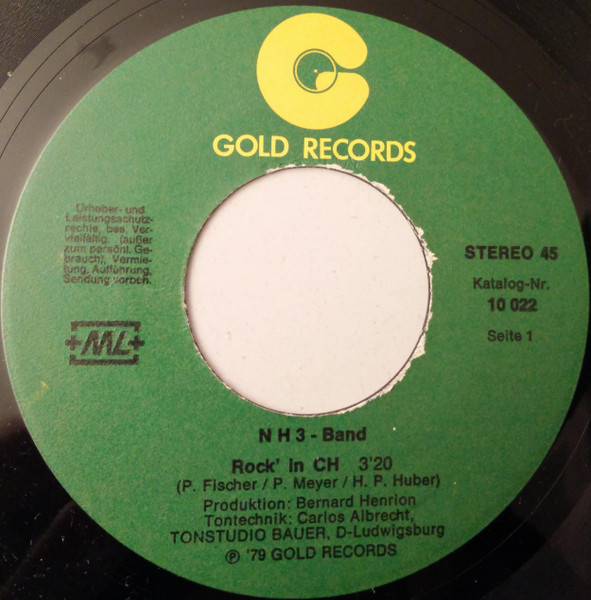 GOLD RECORDS
Urheber- und
Leistungsschutz-
rechte, bes. Ver-
vielfältig. (außer
zum persönl. Ge-
brauch), Vermie-
tung, Aufführung,
Sendung vorbeh.
+ML+
STEREO 45
Katalog-Nr.
10 022
Seite 1
N H 3 - Band
Rock' in CH 3'20
(P. Fischer / P. Meyer / H. P. Huber)
Produktion: Bernard Henrion
Tontechnik: Carlos Albrecht,
TONSTUDIO BAUER, D-Ludwigsburg
℗ '79 GOLD RECORDS